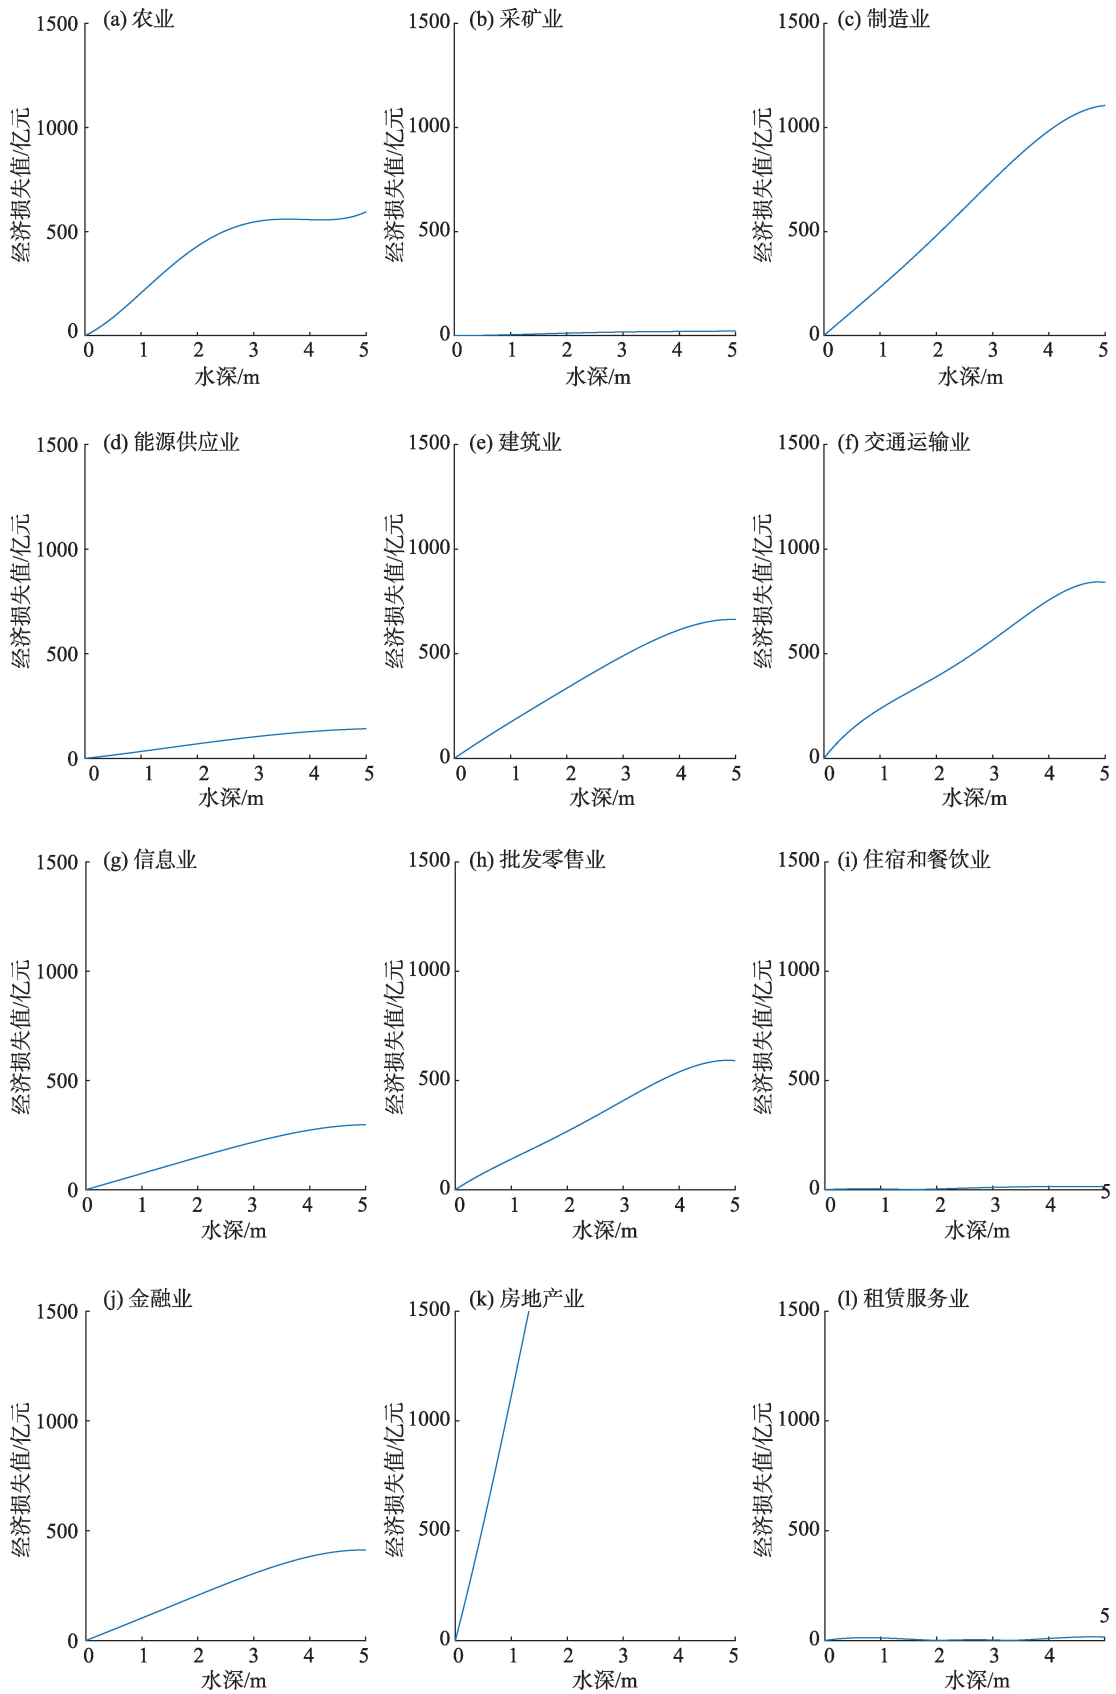 (a) 农业
1500
1000
500
0
经济损失值/亿元
0 1 2 3 4 5
水深/m
(b) 采矿业
1500
1000
500
0
经济损失值/亿元
0 1 2 3 4 5
水深/m
(c) 制造业
1500
1000
500
0
经济损失值/亿元
0 1 2 3 4 5
水深/m
(d) 能源供应业
1500
1000
500
0
经济损失值/亿元
0 1 2 3 4 5
水深/m
(e) 建筑业
1500
1000
500
0
经济损失值/亿元
0 1 2 3 4 5
水深/m
(f) 交通运输业
1500
1000
500
0
经济损失值/亿元
0 1 2 3 4 5
水深/m
(g) 信息业
1500
1000
500
0
经济损失值/亿元
0 1 2 3 4 5
水深/m
(h) 批发零售业
1500
1000
500
0
经济损失值/亿元
0 1 2 3 4 5
水深/m
(i) 住宿和餐饮业
1500
1000
500
0
经济损失值/亿元
0 1 2 3 4 5
水深/m
(j) 金融业
1500
1000
500
0
经济损失值/亿元
0 1 2 3 4 5
水深/m
(k) 房地产业
1500
1000
500
0
经济损失值/亿元
0 1 2 3 4 5
水深/m
(l) 租赁服务业
1500
1000
500
0
经济损失值/亿元
0 1 2 3 4 5
水深/m